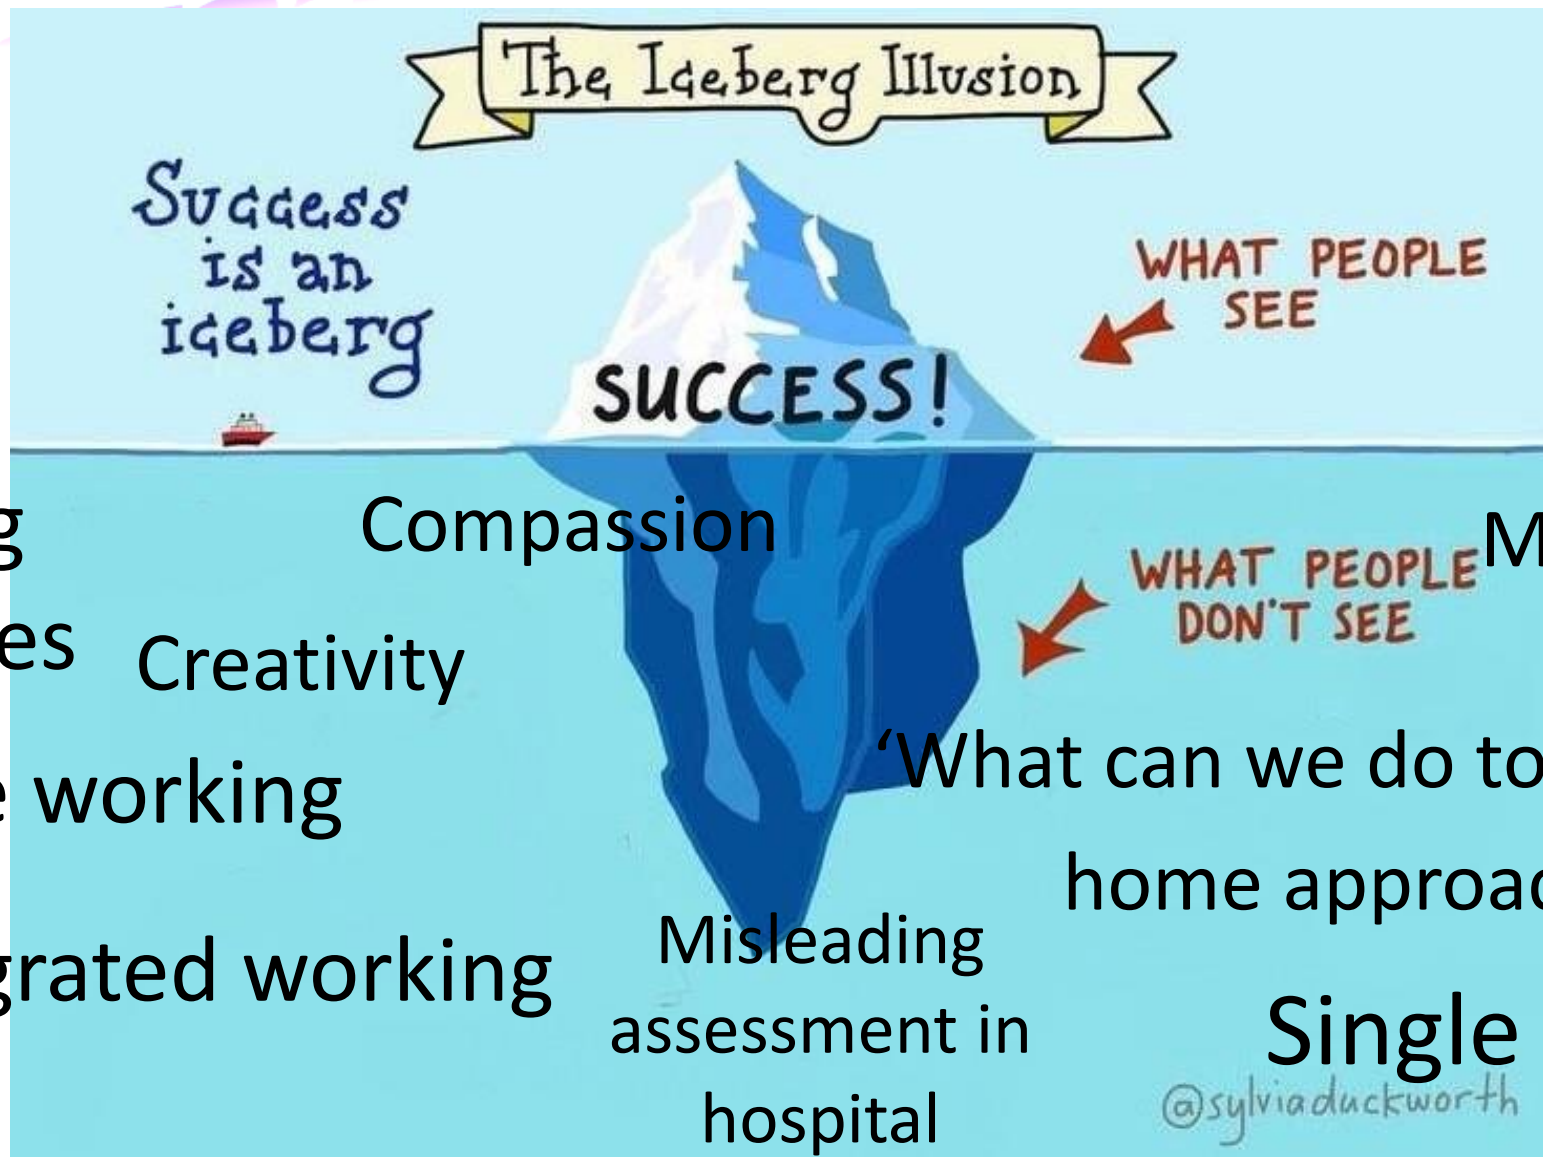 The Iceberg Illusion
Success
is an
iceberg
WHAT PEOPLE
SEE
SUCCESS!
g
Compassion
M
WHAT PEOPLE
DON'T SEE
es
Creativity
'What can we do to
e working
home approac
grated working
Misleading
assessment in
hospital
Single
@sylviaduckworth